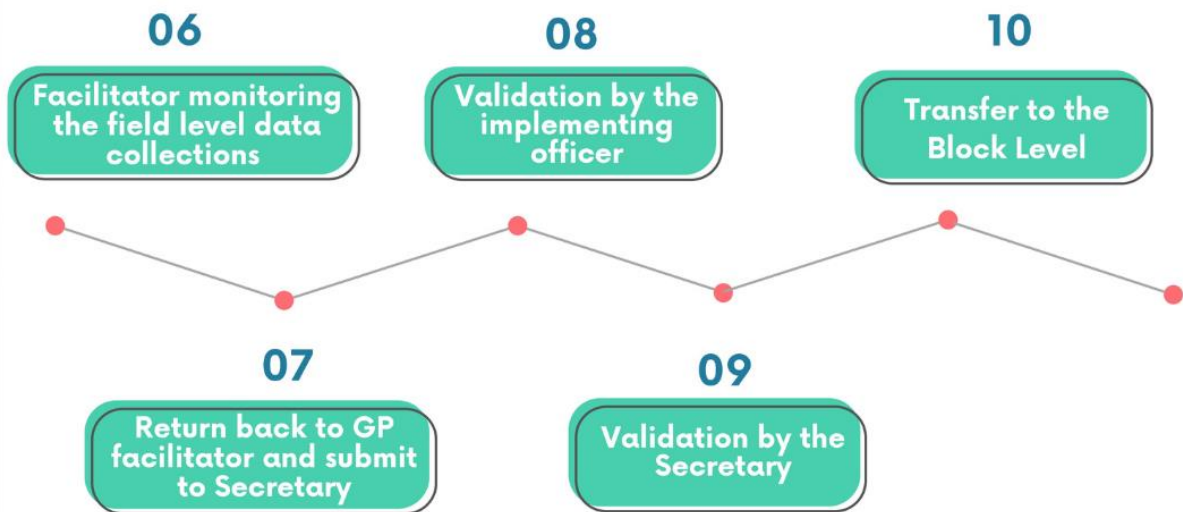 06
Facilitator monitoring
the field level data
collections
07
Return back to GP
facilitator and submit
to Secretary
08
Validation by the
implementing
officer
09
Validation by the
Secretary
10
Transfer to the
Block Level